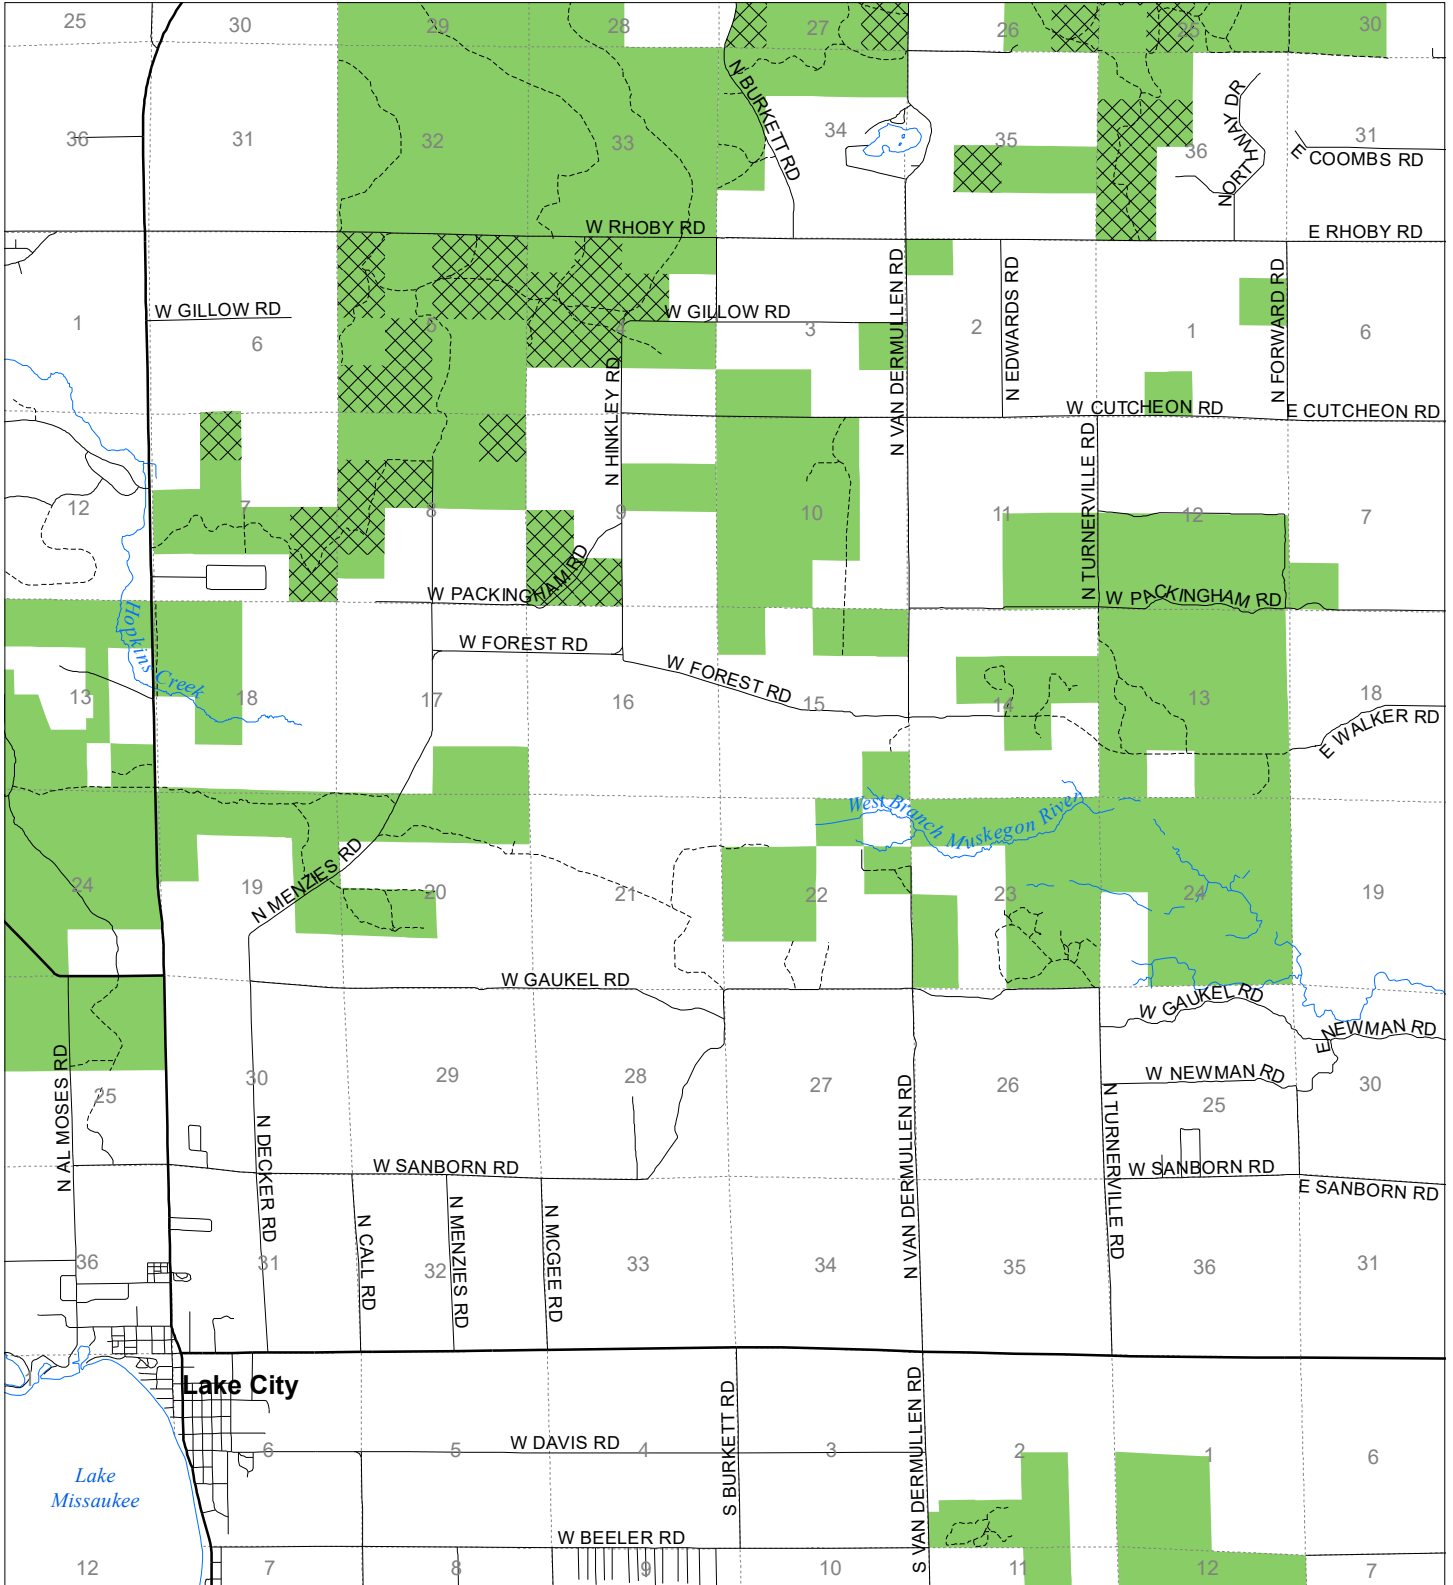 25
30
29
28
27
26
25
30
N BURKETT RD
36
31
32
33
34
35
36
NORTHWAY DR
31
E COOMBS RD
W RHOBY RD
E RHOBY RD
1
W GILLOW RD
6
5
4
W GILLOW RD
3
N VAN DERMULLEN RD
2
N EDWARDS RD
1
N FORWARD RD
6
N HINKLEY RD
W CUTCHEON RD
E CUTCHEON RD
12
7
8
9
10
11
N TURNERVILLE RD
12
7
W PACKINGHAM RD
W PACKINGHAM RD
Hopkins Creek
W FOREST RD
W FOREST RD
13
18
17
16
15
14
13
18
E WALKER RD
West Branch Muskegon River
24
19
N MENZIES RD
20
21
22
23
24
19
W GAUKEL RD
W GAUKEL RD
E NEWMAN RD
N AL MOSES RD
25
30
29
28
27
26
W NEWMAN RD
25
30
N DECKER RD
N VAN DERMULLEN RD
N TURNERVILLE RD
W SANBORN RD
W SANBORN RD
E SANBORN RD
36
31
N CALL RD
32
N MENZIES RD
N MCGEE RD
33
34
35
36
31
Lake City
S BURKETT RD
S VAN DERMULLEN RD
6
5
W DAVIS RD
4
3
2
1
6
Lake
Missaukee
W BEELER RD
12
7
8
9
10
11
12
7